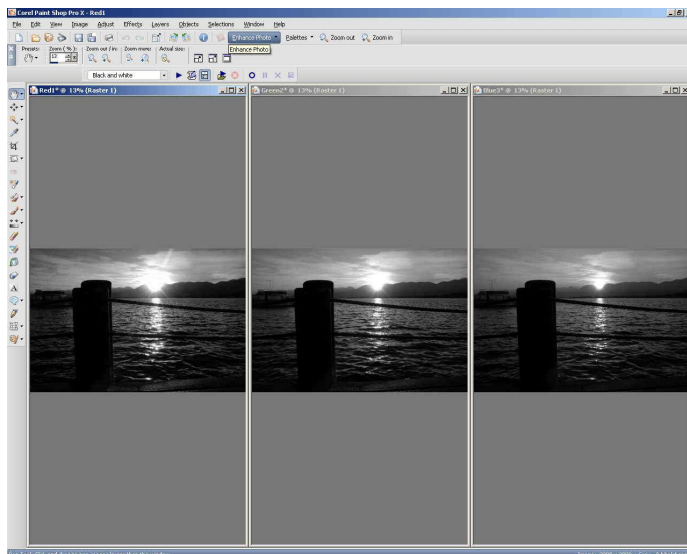 Corel Paint Shop Pro X - Red1
File Edit View Image Adjust Effects Layers Objects Selections Window Help
Enhance Photo Palettes Zoom out Zoom in
Presets: Zoom (%): Zoom out / in: Zoom more: Actual size:
13
Enhance Photo
Black and white
Red1* @ 13% (Raster 1)
Green2* @ 13% (Raster 1)
Blue3* @ 13% (Raster 1)